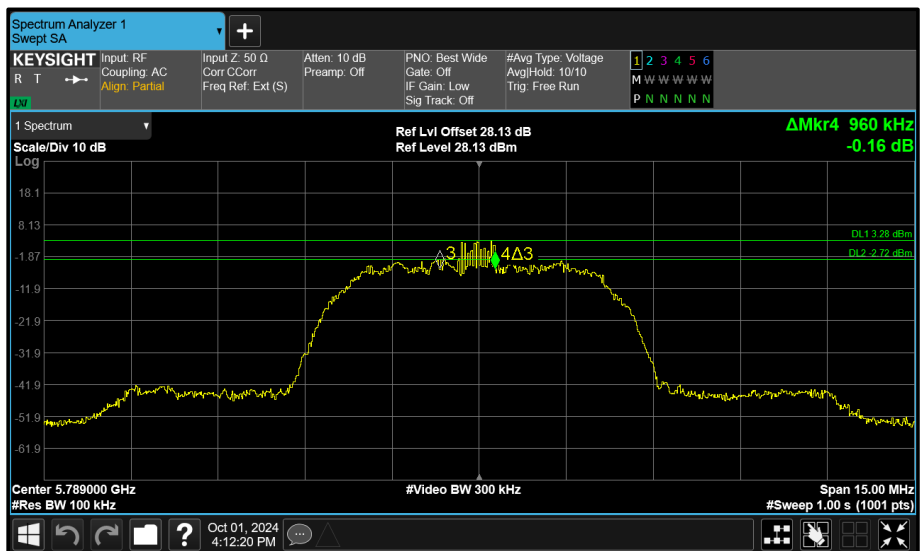 Spectrum Analyzer 1
Swept SA
KEYSIGHT
R T
LXI
Input: RF
Coupling: AC
Align: Partial
Input Z: 50 Ω
Corr CCorr
Freq Ref: Ext (S)
Atten: 10 dB
Preamp: Off
PNO: Best Wide
Gate: Off
IF Gain: Low
Sig Track: Off
#Avg Type: Voltage
Avg|Hold: 10/10
Trig: Free Run
1 2 3 4 5 6
M W W W W W
P N N N N N
1 Spectrum
Scale/Div 10 dB
Ref Lvl Offset 28.13 dB
Ref Level 28.13 dBm
ΔMkr4 960 kHz
-0.16 dB
Log
18.1
8.13
-1.87
-11.9
-21.9
-31.9
-41.9
-51.9
-61.9
DL1 3.28 dBm
DL2 -2.72 dBm
3
4Δ3
Center 5.789000 GHz
#Res BW 100 kHz
#Video BW 300 kHz
Span 15.00 MHz
#Sweep 1.00 s (1001 pts)
?
Oct 01, 2024
4:12:20 PM